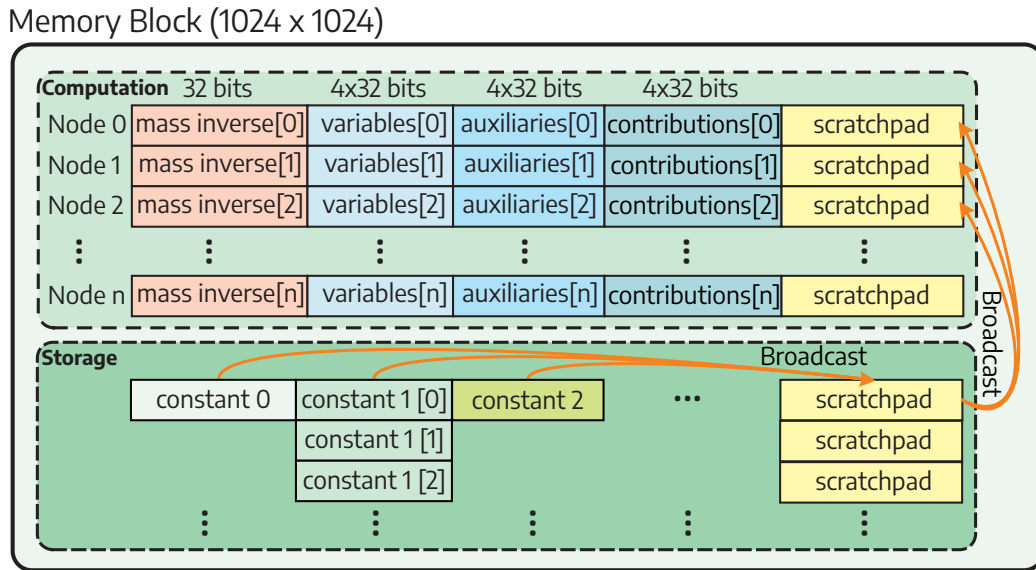 Memory Block (1024 x 1024)
Computation 32 bits 4x32 bits 4x32 bits 4x32 bits
Node 0 mass inverse[0] variables[0] auxiliaries[0] contributions[0] scratchpad
Node 1 mass inverse[1] variables[1] auxiliaries[1] contributions[1] scratchpad
Node 2 mass inverse[2] variables[2] auxiliaries[2] contributions[2] scratchpad
Node n mass inverse[n] variables[n] auxiliaries[n] contributions[n] scratchpad
Broadcast
Storage Broadcast
constant 0 constant 1 [0] constant 2 ... scratchpad
constant 1 [1] scratchpad
constant 1 [2] scratchpad